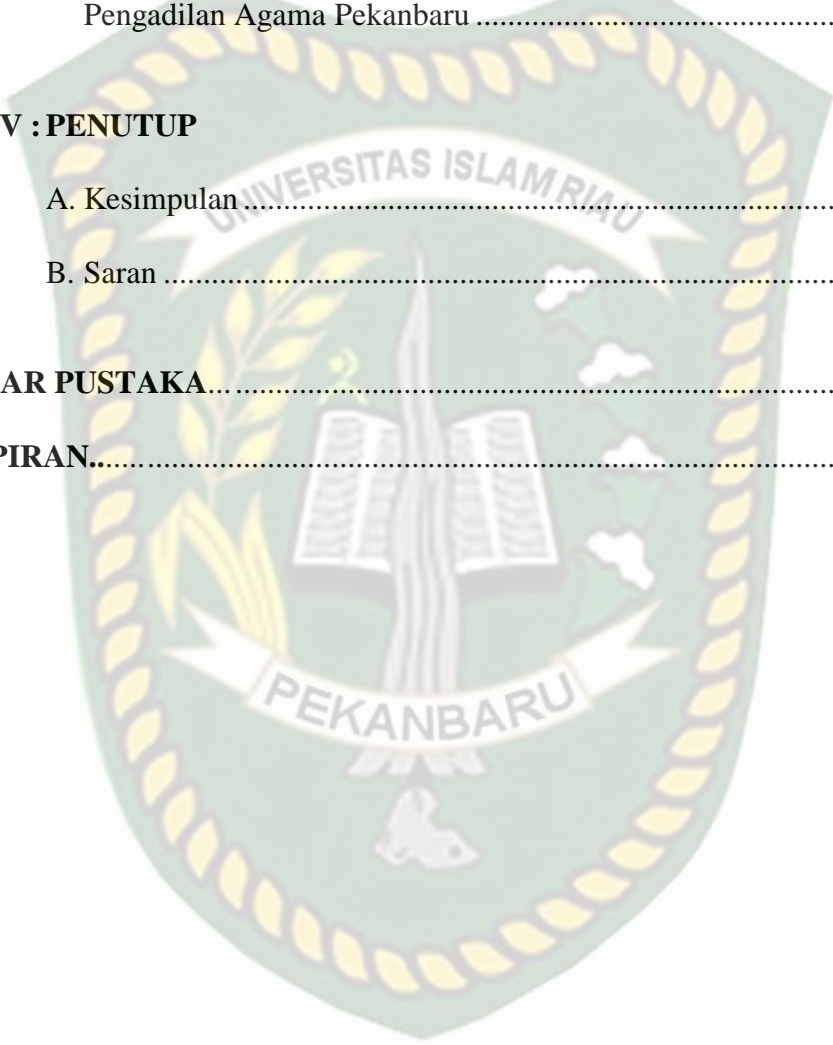 Pengadilan Agama Pekanbaru ............................................
V : PENUTUP
UNIVERSITAS ISLAM RIAU
A. Kesimpulan ..........................................................................
B. Saran ....................................................................................
AR PUSTAKA... ...........................................................................
PIRAN....... .....................................................................................
PEKANBARU